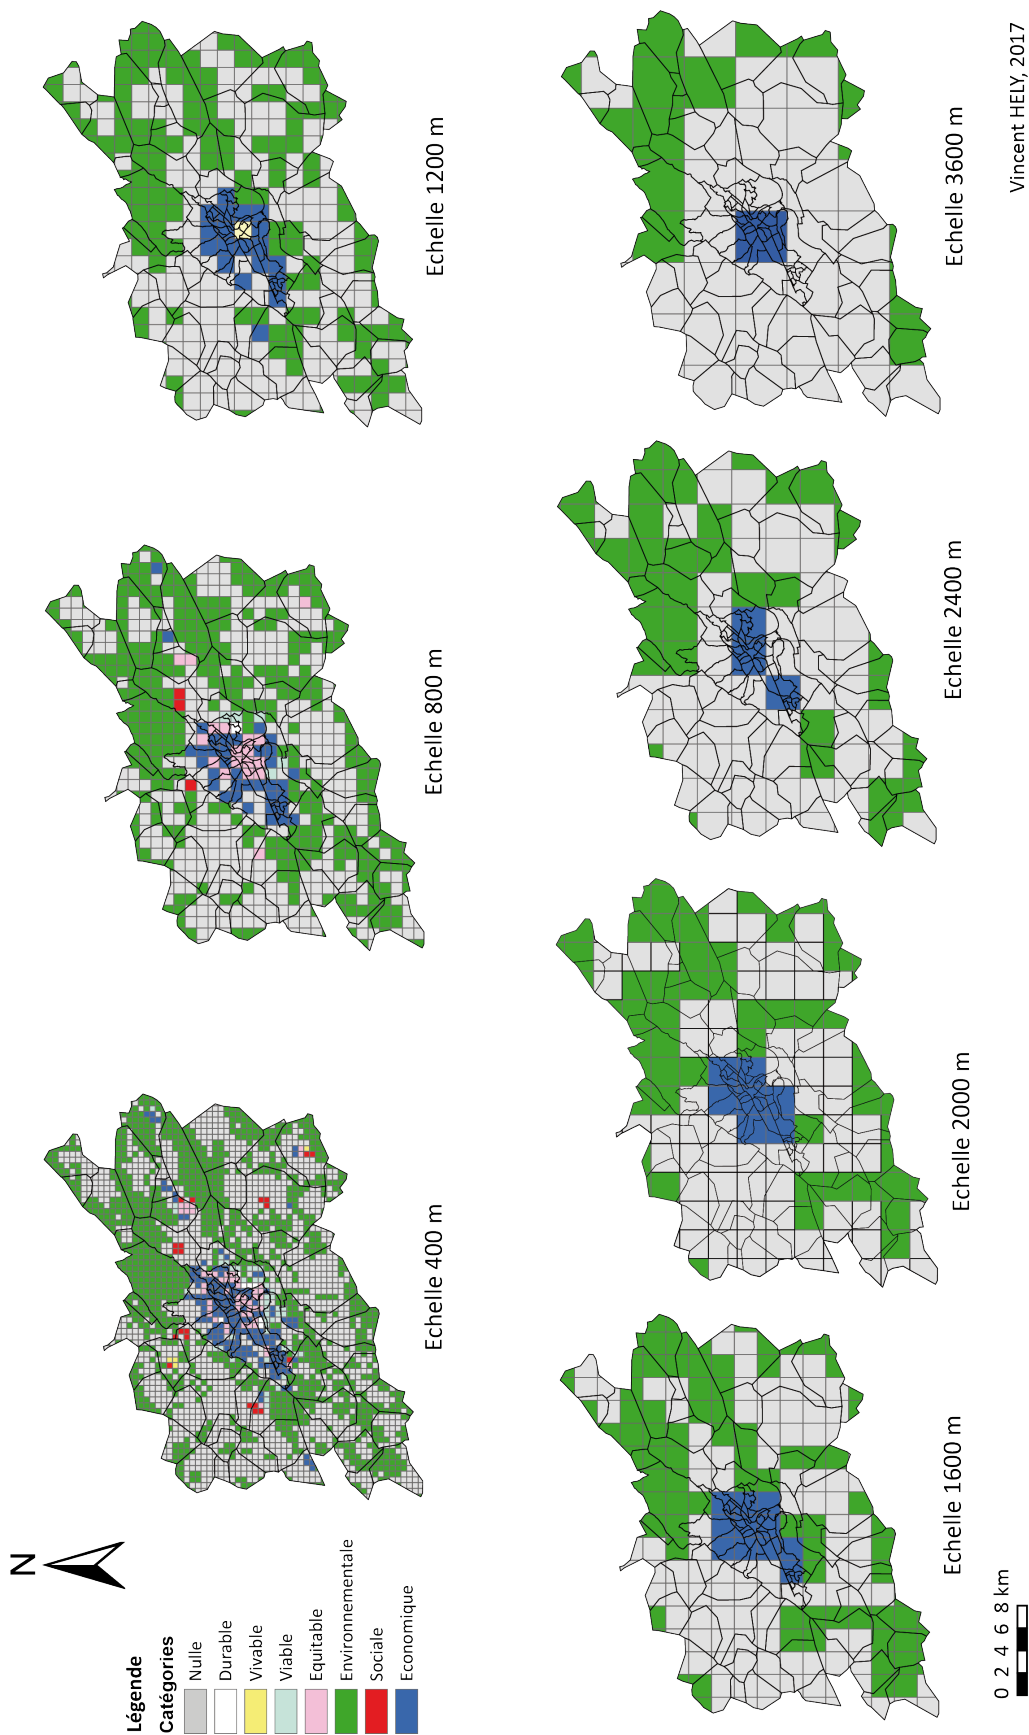 N
Légende
Catégories
Nulle
Durable
Vivable
Viable
Equitable
Environnementale
Sociale
Economique
Echelle 400 m
Echelle 800 m
Echelle 1200 m
Echelle 1600 m
Echelle 2000 m
Echelle 2400 m
Echelle 3600 m
0 2 4 6 8 km
Vincent HELY, 2017